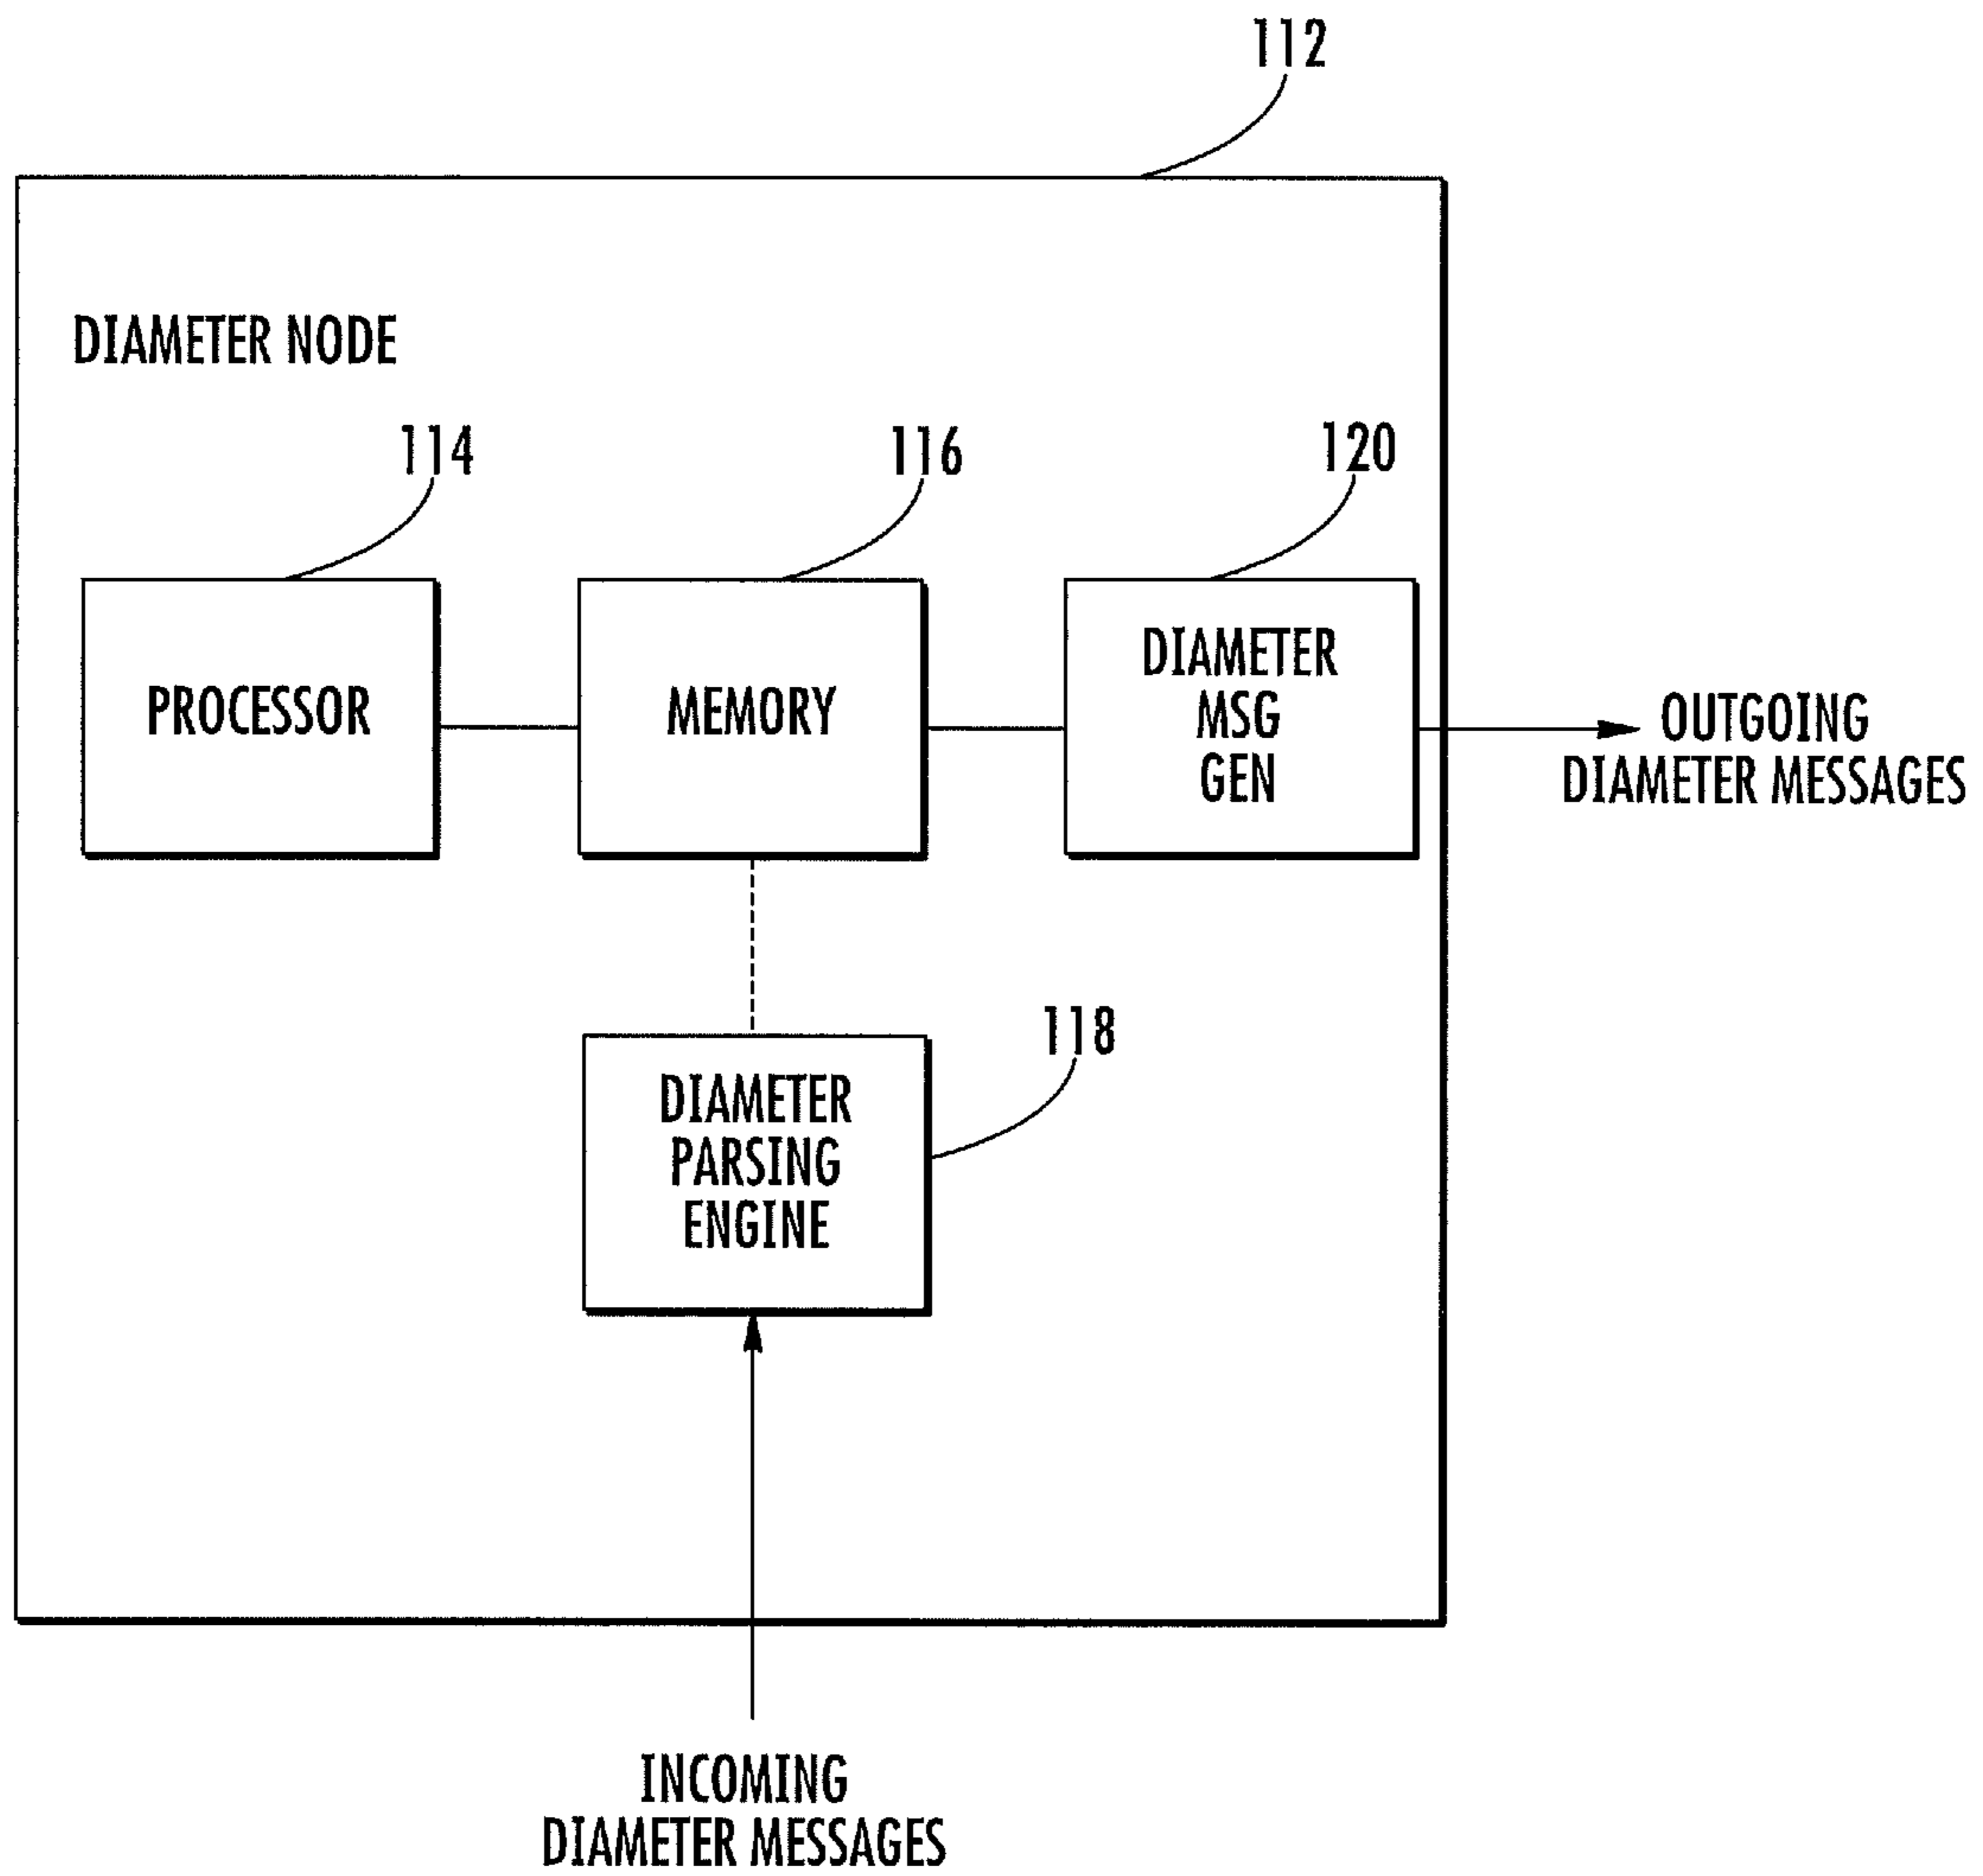 112
DIAMETER NODE
114
116
120
PROCESSOR
MEMORY
DIAMETER
MSG
GEN
OUTGOING
DIAMETER MESSAGES
118
DIAMETER
PARSING
ENGINE
INCOMING
DIAMETER MESSAGES